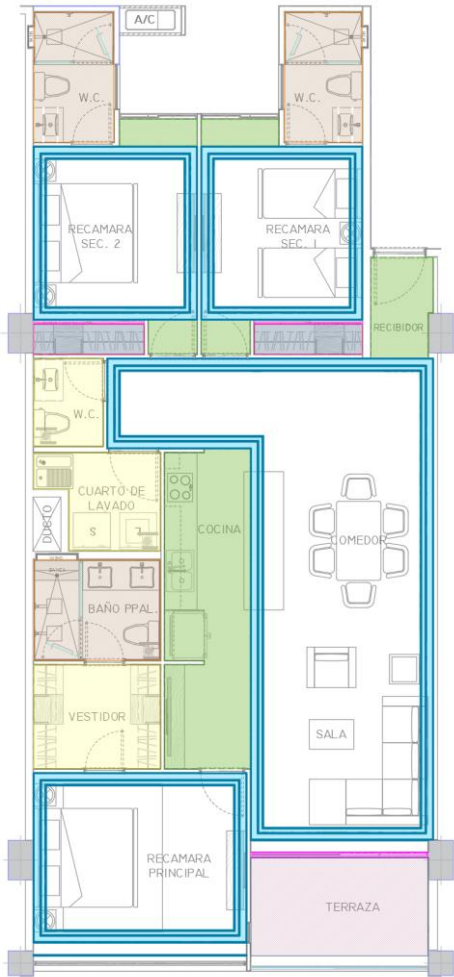 A/C
W.C.
W.C.
RECAMARA
SEC. 2
RECAMARA
SEC. 1
RECIBIDOR
W.C.
CUARTO DE
LAVADO
DUCTO
S
L
COCINA
COMEDOR
BAÑO PPAL.
VESTIDOR
SALA
RECAMARA
PRINCIPAL
TERRAZA